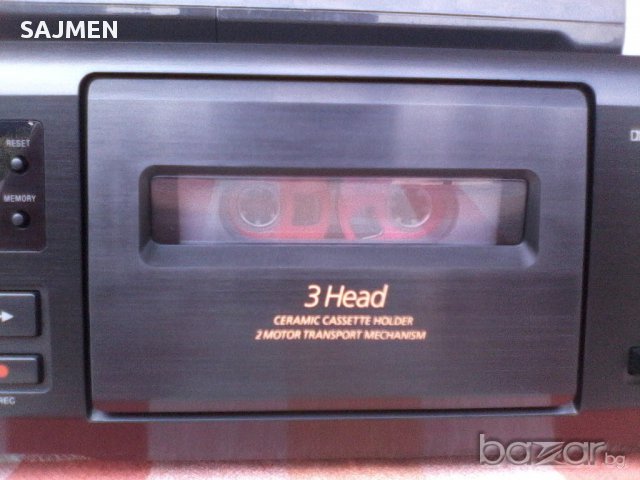 SAJMEN
RESET
MEMORY
3 Head
CERAMIC CASSETTE HOLDER
2 MOTOR TRANSPORT MECHANISM
REC
bazar.bg